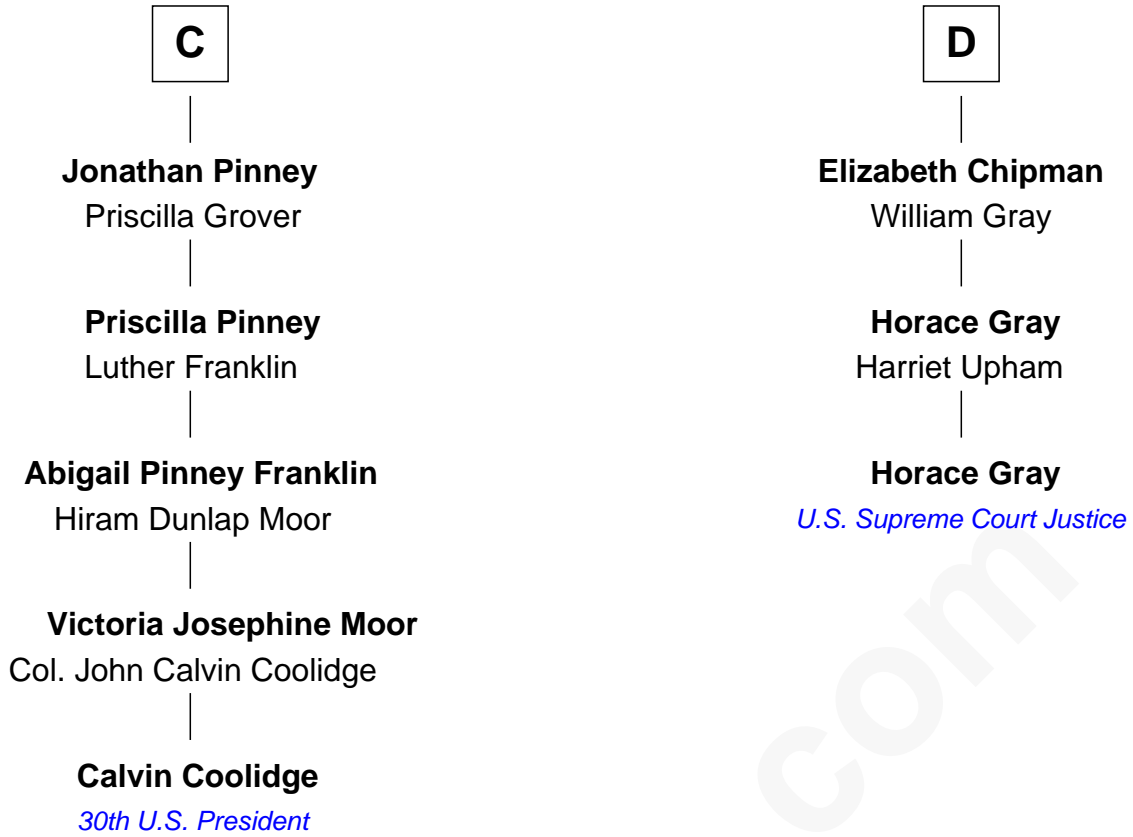 C
Jonathan Pinney
Priscilla Grover
Priscilla Pinney
Luther Franklin
Abigail Pinney Franklin
Hiram Dunlap Moor
Victoria Josephine Moor
Col. John Calvin Coolidge
Calvin Coolidge
30th U.S. President
D
Elizabeth Chipman
William Gray
Horace Gray
Harriet Upham
Horace Gray
U.S. Supreme Court Justice
com